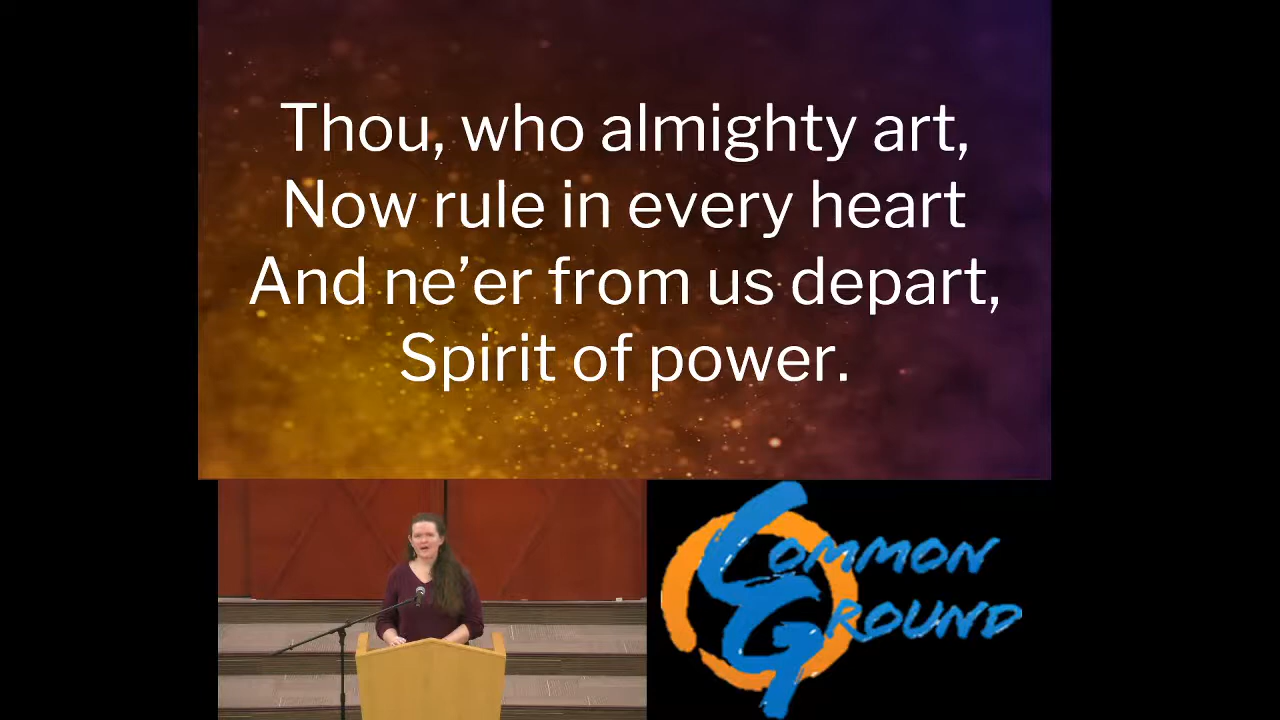 Thou, who almighty art,
Now rule in every heart
And ne’er from us depart,
Spirit of power.
Common
Ground